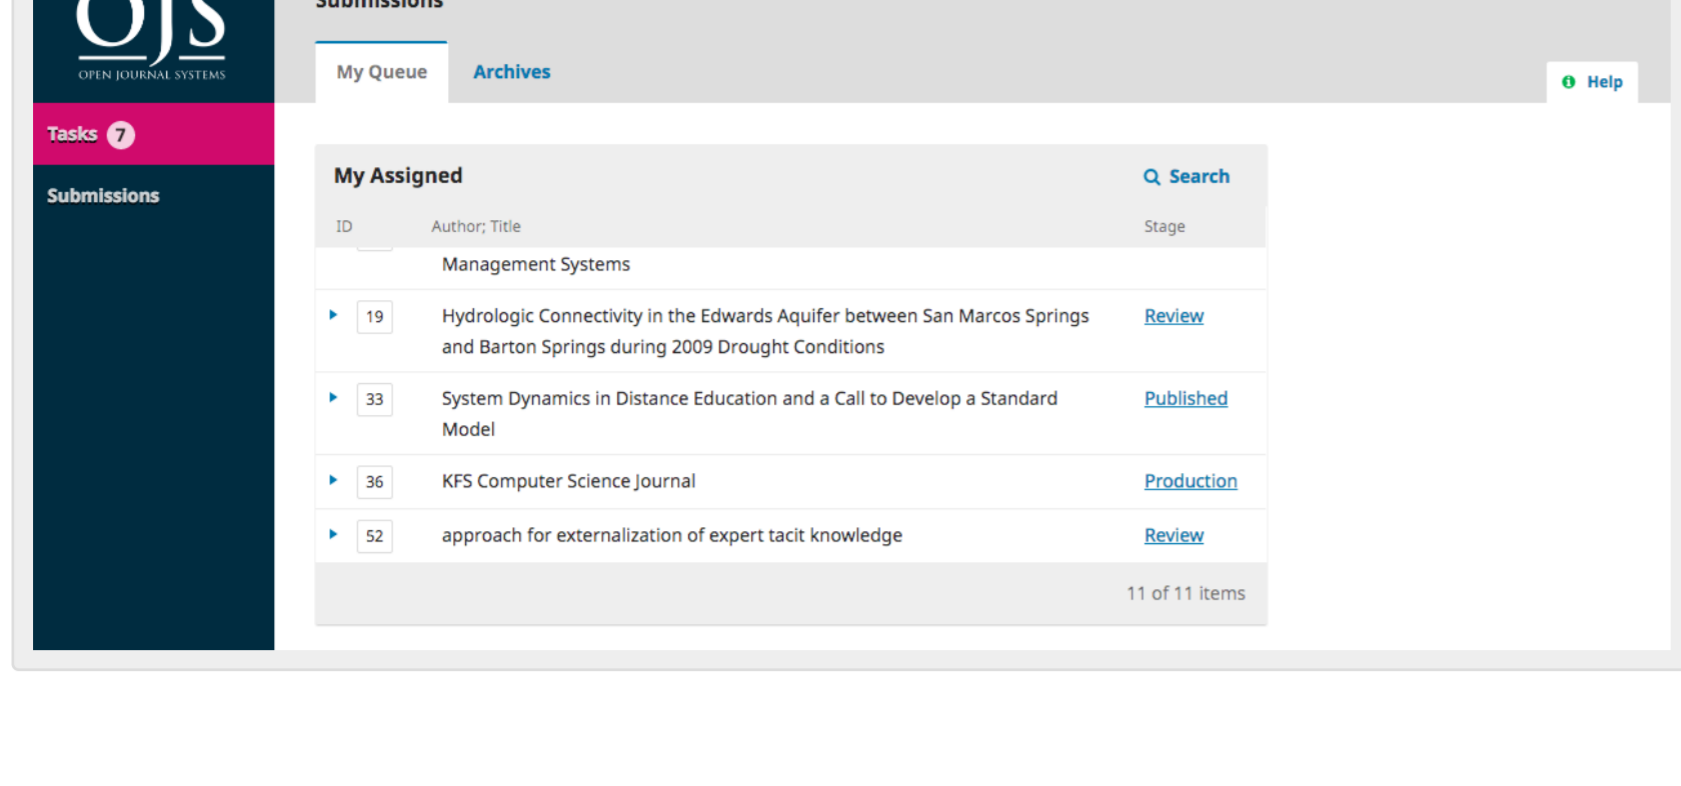 Submissions
OJS
OPEN JOURNAL SYSTEMS
My Queue Archives
Help
Tasks 7
Submissions
My Assigned Search
ID Author; Title Stage
Management Systems
19 Hydrologic Connectivity in the Edwards Aquifer between San Marcos Springs Review
and Barton Springs during 2009 Drought Conditions
33 System Dynamics in Distance Education and a Call to Develop a Standard Published
Model
36 KFS Computer Science Journal Production
52 approach for externalization of expert tacit knowledge Review
11 of 11 items